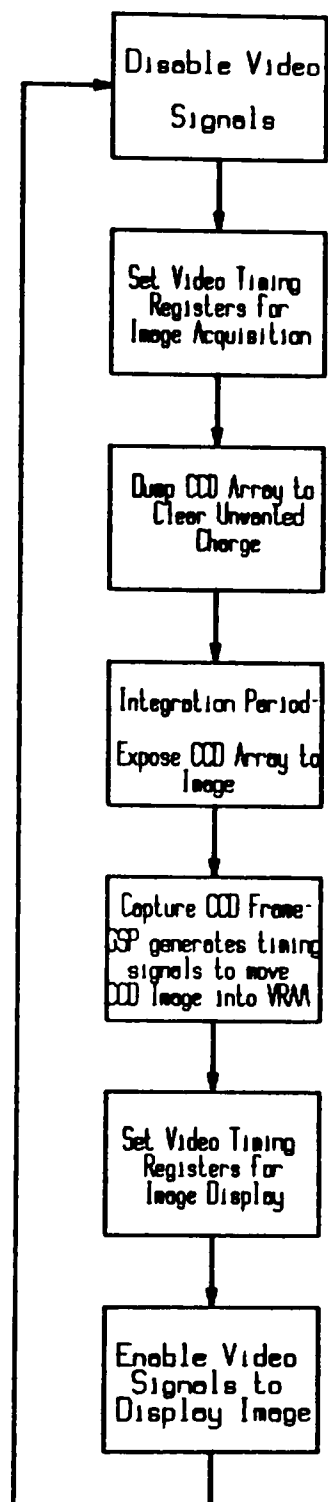 Disable Video
Signals
Set Video Timing
Registers for
Image Acquisition
Dump CCD Array to
Clear Unwanted
Charge
Integration Period-
Expose CCD Array to
Image
Capture CCD Frame-
GSP generates timing
signals to move
CCD Image into VRAM
Set Video Timing
Registers for
Image Display
Enable Video
Signals to
Display Image